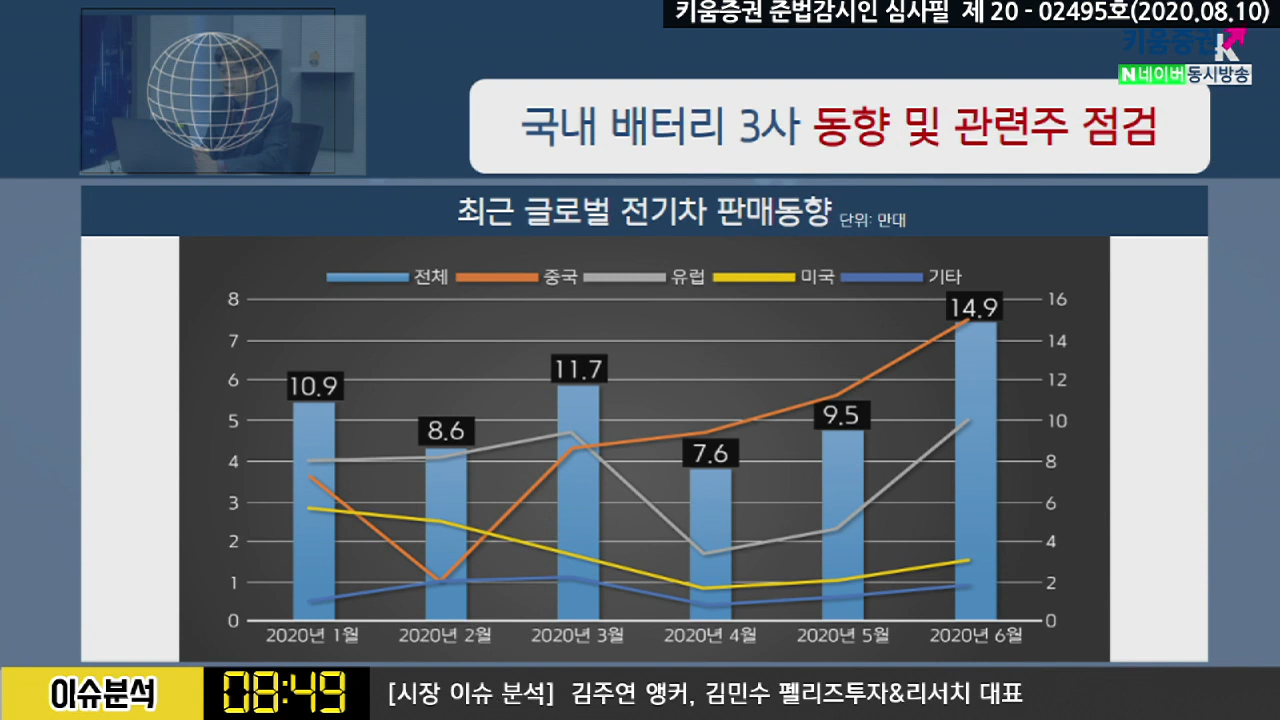 키움증권 준법감시인 심사필 제 20 - 02495호(2020.08.10)
키움증권
N 네이버 동시방송
국내 배터리 3사 동향 및 관련주 점검
최근 글로벌 전기차 판매동향 단위: 만대
전체 중국 유럽 미국 기타
8 16
7 14
6 12
5 10
4 8
3 6
2 4
1 2
0 0
10.9
8.6
11.7
7.6
9.5
14.9
2020년 1월 2020년 2월 2020년 3월 2020년 4월 2020년 5월 2020년 6월
이슈분석 08:49 [시장 이슈 분석] 김주연 앵커, 김민수 펠리즈투자&리서치 대표